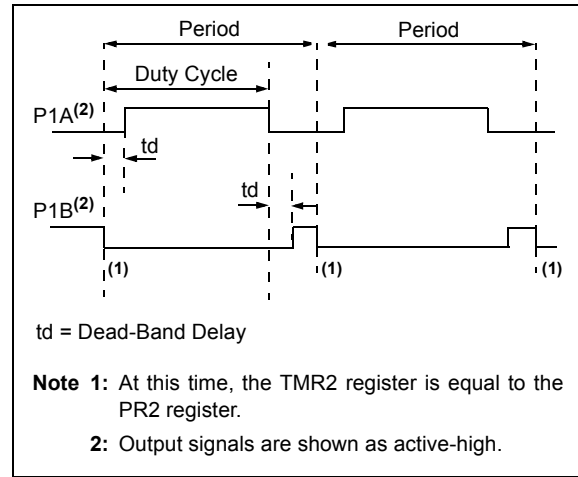 Period Period
Duty Cycle
P1A(2)
td
td
P1B(2)
(1) (1) (1)
td = Dead-Band Delay
Note 1: At this time, the TMR2 register is equal to the
PR2 register.
2: Output signals are shown as active-high.